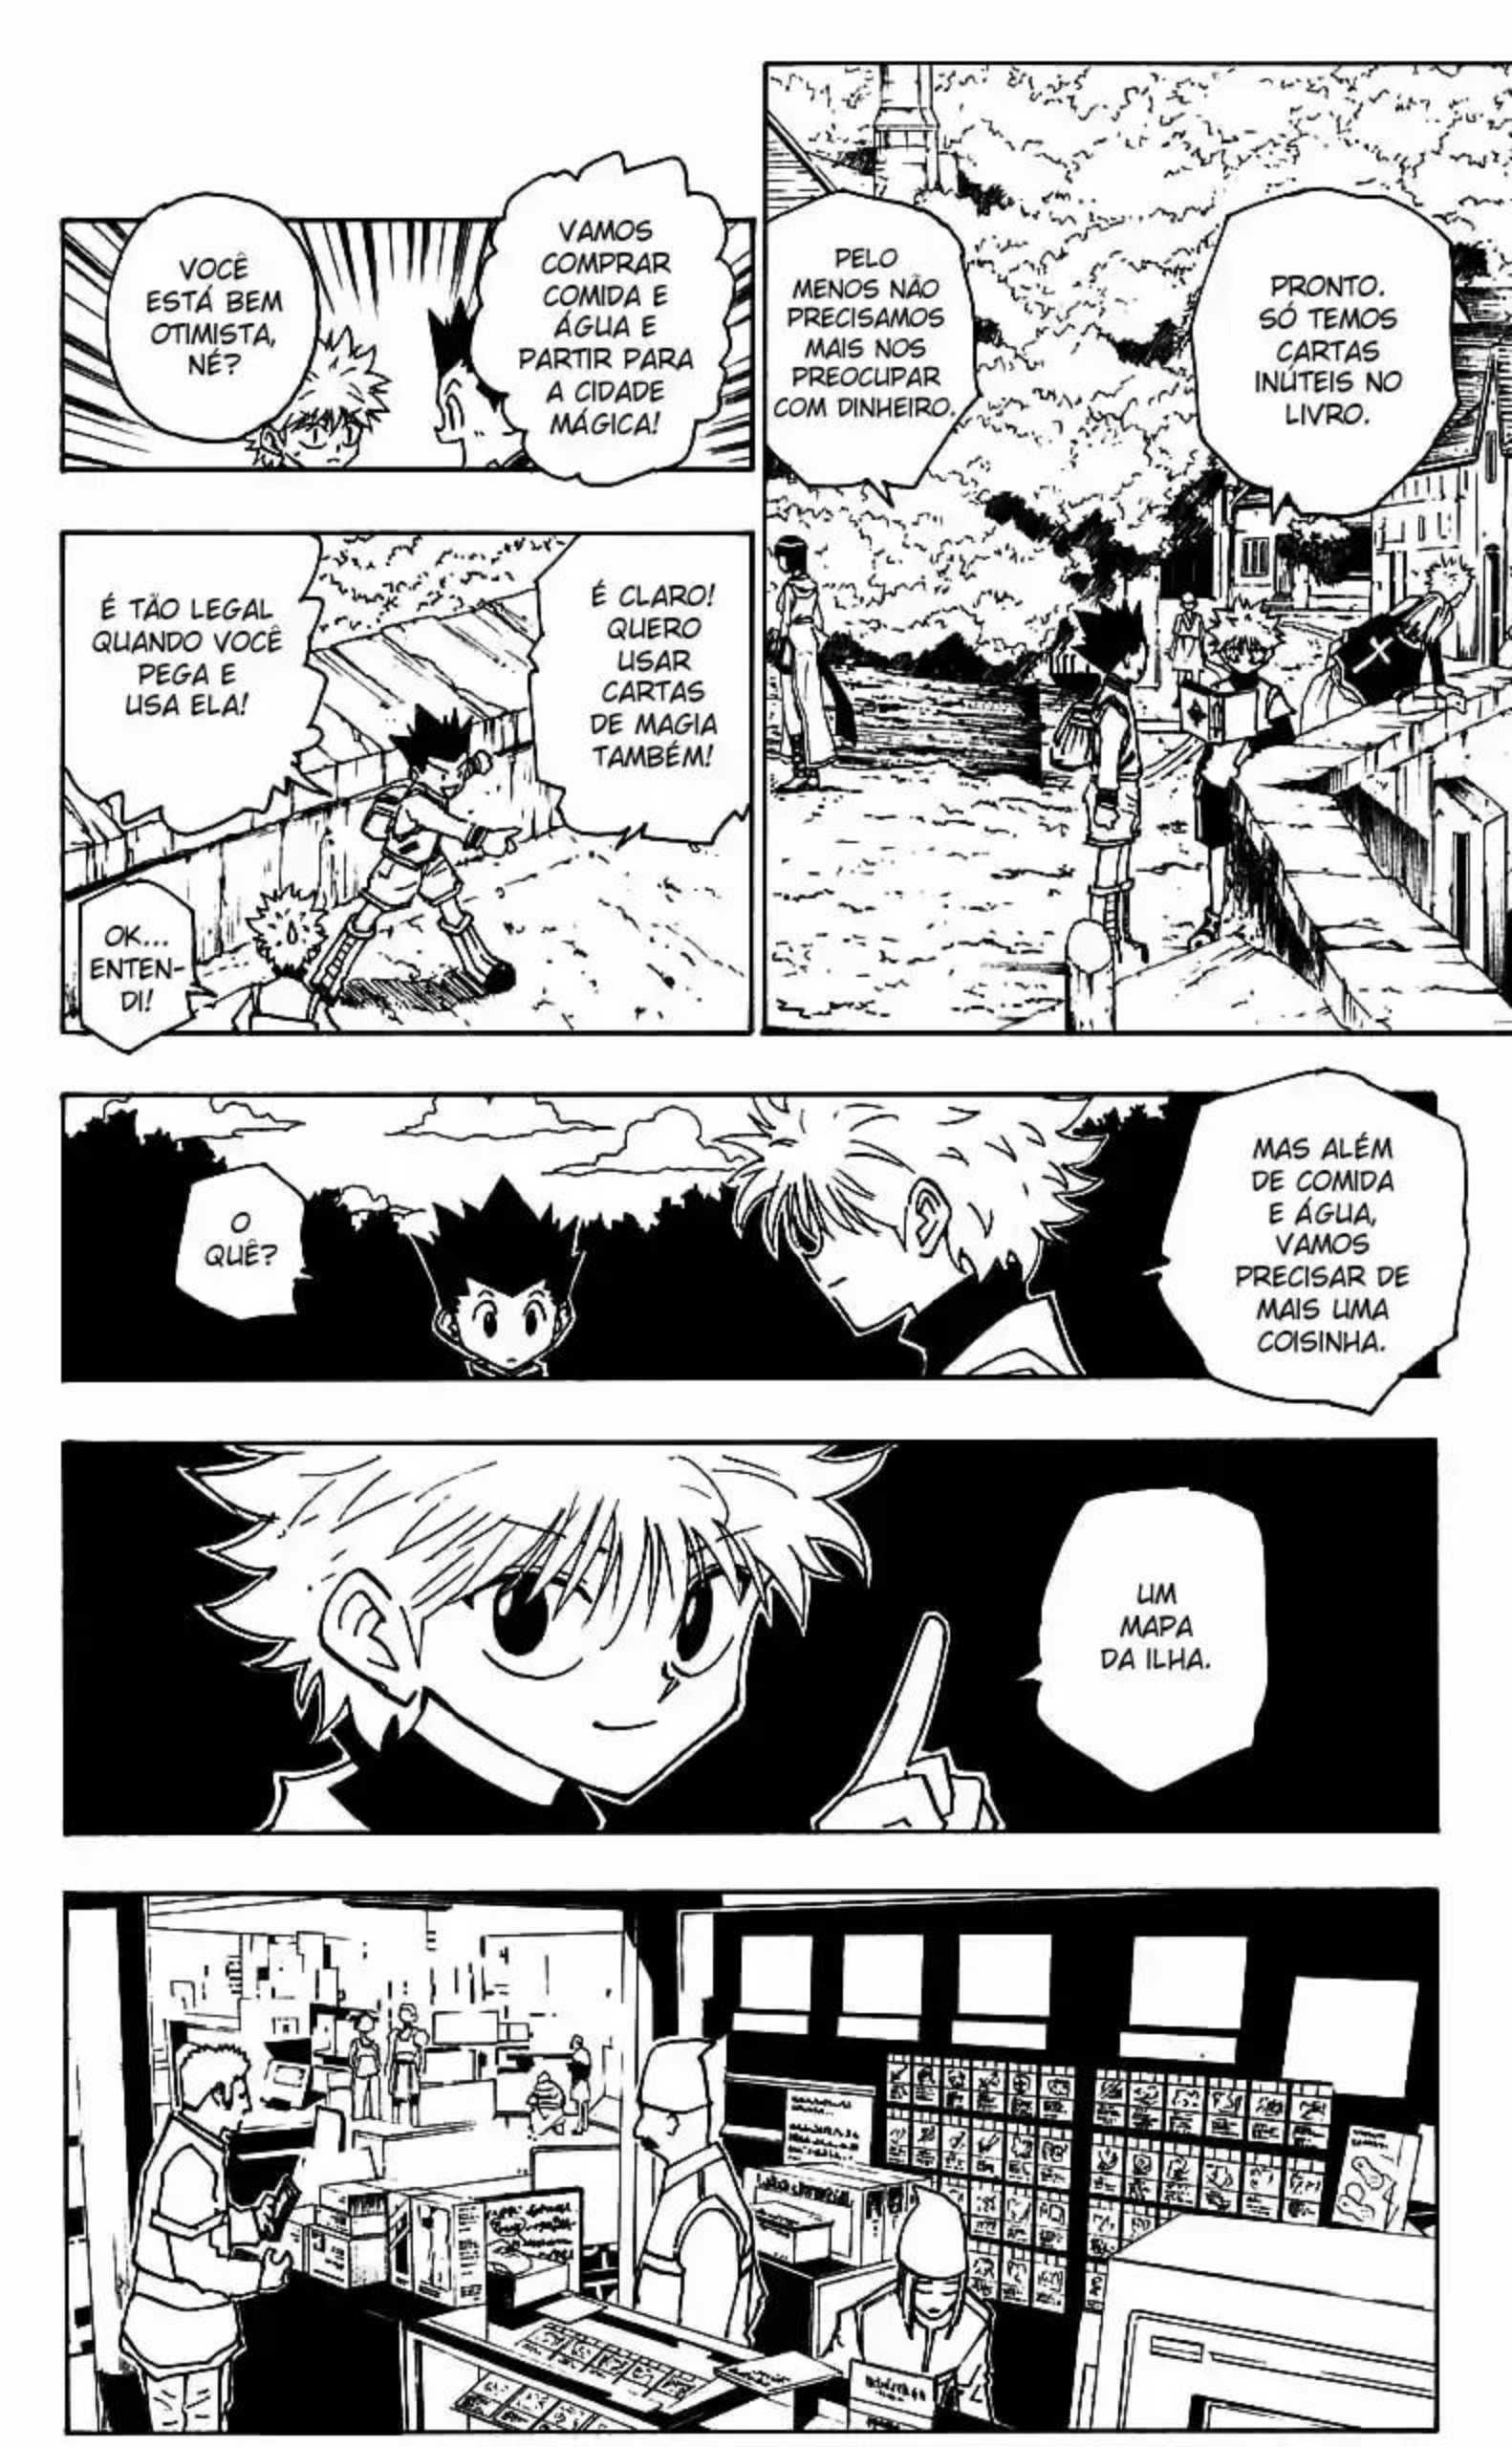 PRONTO.
SÓ TEMOS
CARTAS
INÚTEIS NO
LIVRO.
PELO
MENOS NÃO
PRECISAMOS
MAIS NOS
PREOCUPAR
COM DINHEIRO.
VAMOS
COMPRAR
COMIDA E
ÁGUA E
PARTIR PARA
A CIDADE
MÁGICA!
VOCÊ
ESTÁ BEM
OTIMISTA,
NÉ?
É CLARO!
QUERO
USAR
CARTAS
DE MAGIA
TAMBÉM!
É TÃO LEGAL
QUANDO VOCÊ
PEGA E
USA ELA!
OK...
ENTEN-
DI!
MAS ALÉM
DE COMIDA
E ÁGUA,
VAMOS
PRECISAR DE
MAIS UMA
COISINHA.
O
QUÊ?
UM
MAPA
DA ILHA.